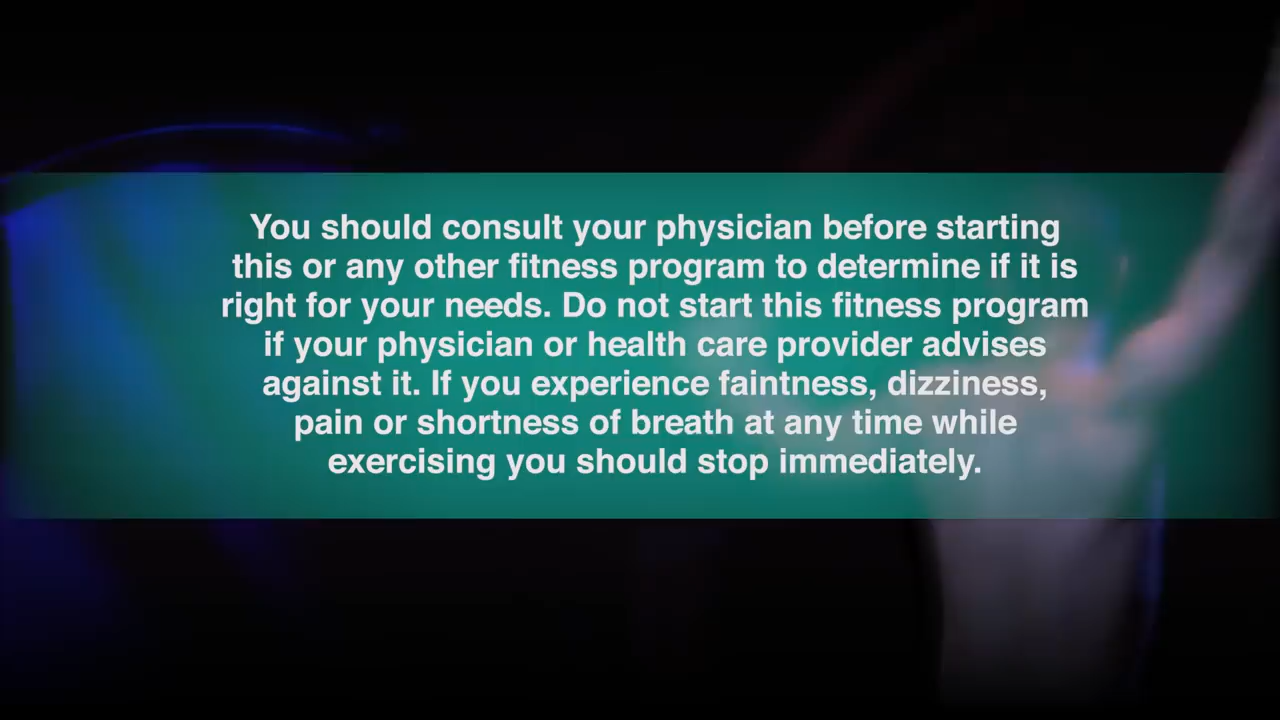 You should consult your physician before starting
this or any other fitness program to determine if it is
right for your needs. Do not start this fitness program
if your physician or health care provider advises
against it. If you experience faintness, dizziness,
pain or shortness of breath at any time while
exercising you should stop immediately.